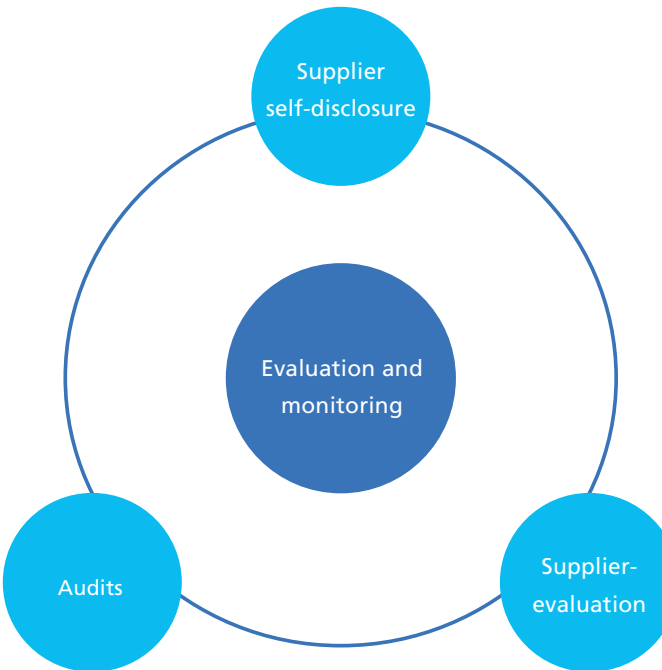 Supplier
self-disclosure
Evaluation and
monitoring
Audits
Supplier-
evaluation